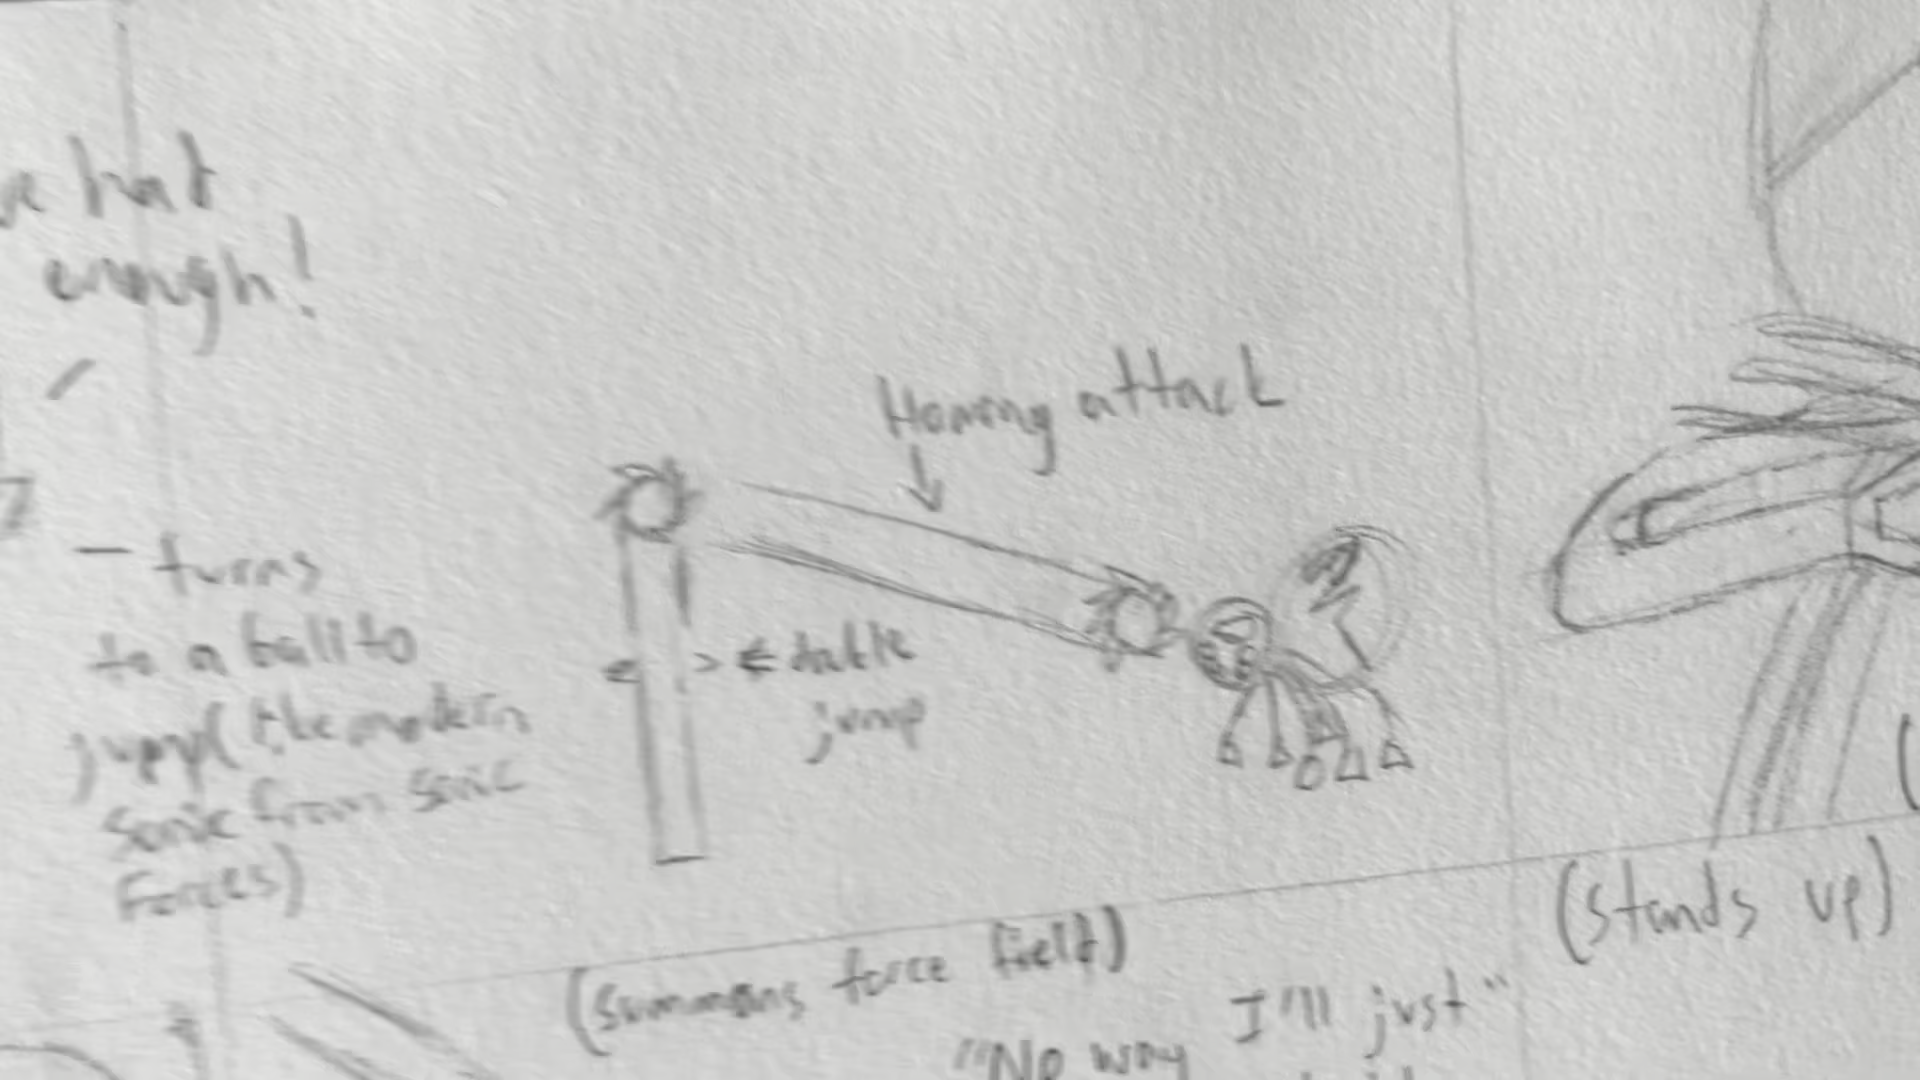 hat
enough!
Homing attack
- turns
to a ball to
jump (the modern
Sonic from Sonic
Forces)
← double
jump
(Summons force field)
(Stands up)
I'll just"
"No way